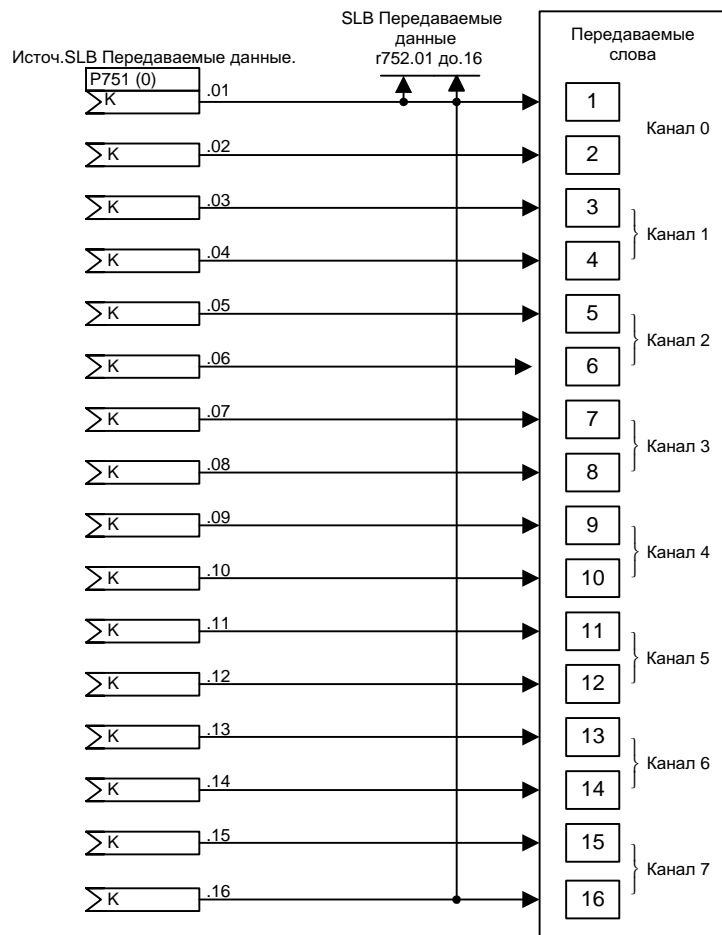 SLB Передаваемые
данные
r752.01 до.16
Передаваемые
слова
Источ.SLB Передаваемые данные.
P751 (0)
K .01 1
Канал 0
K .02 2
K .03 3
Канал 1
K .04 4
K .05 5
Канал 2
K .06 6
K .07 7
Канал 3
K .08 8
K .09 9
Канал 4
K .10 10
K .11 11
Канал 5
K .12 12
K .13 13
Канал 6
K .14 14
K .15 15
Канал 7
K .16 16